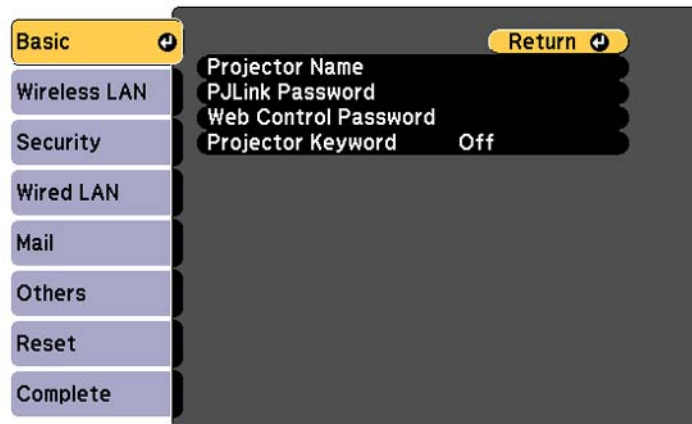 Basic
Wireless LAN
Security
Wired LAN
Mail
Others
Reset
Complete
Return
Projector Name
PJLink Password
Web Control Password
Projector Keyword Off